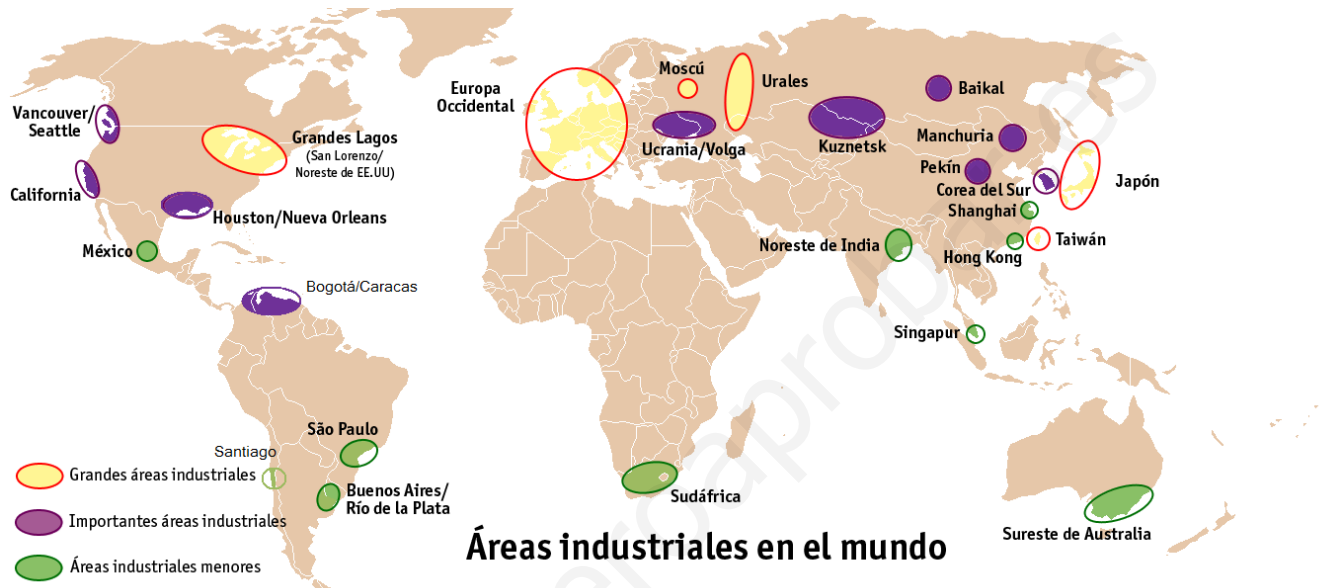 Moscú
Urales
Europa
Occidental
Baikal
Vancouver/
Seattle
Grandes Lagos
(San Lorenzo/
Noreste de EE.UU)
Ucrania/Volga
Kuznetsk
Manchuria
Pekín
Corea del Sur
Japón
California
Houston/Nueva Orleans
Shanghai
México
Noreste de India
Hong Kong
Taiwán
Bogotá/Caracas
Singapur
São Paulo
Santiago
Grandes áreas industriales
Buenos Aires/
Río de la Plata
Sudáfrica
Importantes áreas industriales
Sureste de Australia
Áreas industriales menores
Áreas industriales en el mundo